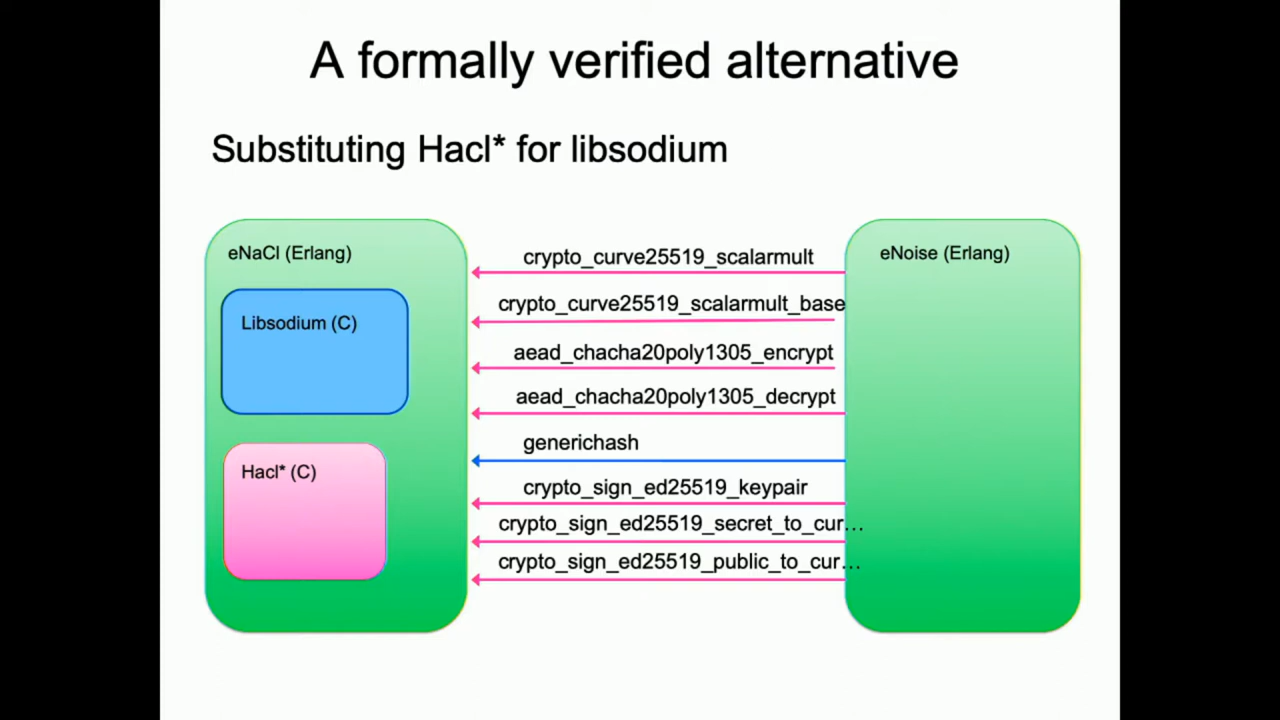 A formally verified alternative
Substituting Hacl* for libsodium
eNaCl (Erlang)
Libsodium (C)
Hacl* (C)
crypto_curve25519_scalarmult
crypto_curve25519_scalarmult_base
aead_chacha20poly1305_encrypt
aead_chacha20poly1305_decrypt
generichash
crypto_sign_ed25519_keypair
crypto_sign_ed25519_secret_to_cur…
crypto_sign_ed25519_public_to_cur…
eNoise (Erlang)